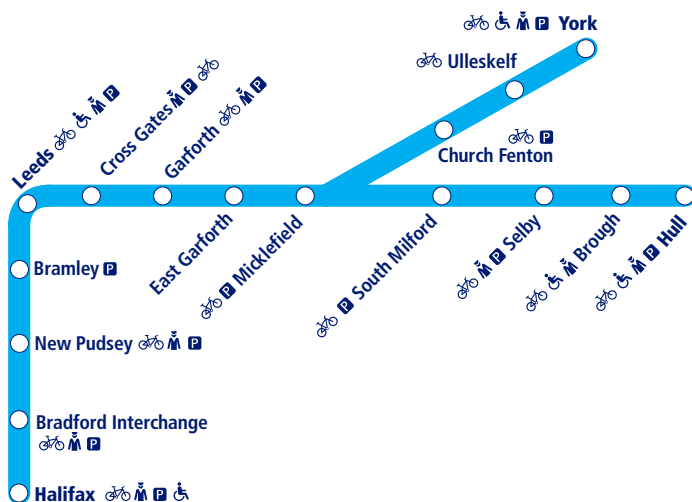 York
Ulleskelf
P
Church Fenton
Leeds P
Cross Gates P
Garforth P
East Garforth
P Micklefield
P South Milford
P Selby
Brough
P Hull
Bramley P
New Pudsey P
Bradford Interchange
P
Halifax P